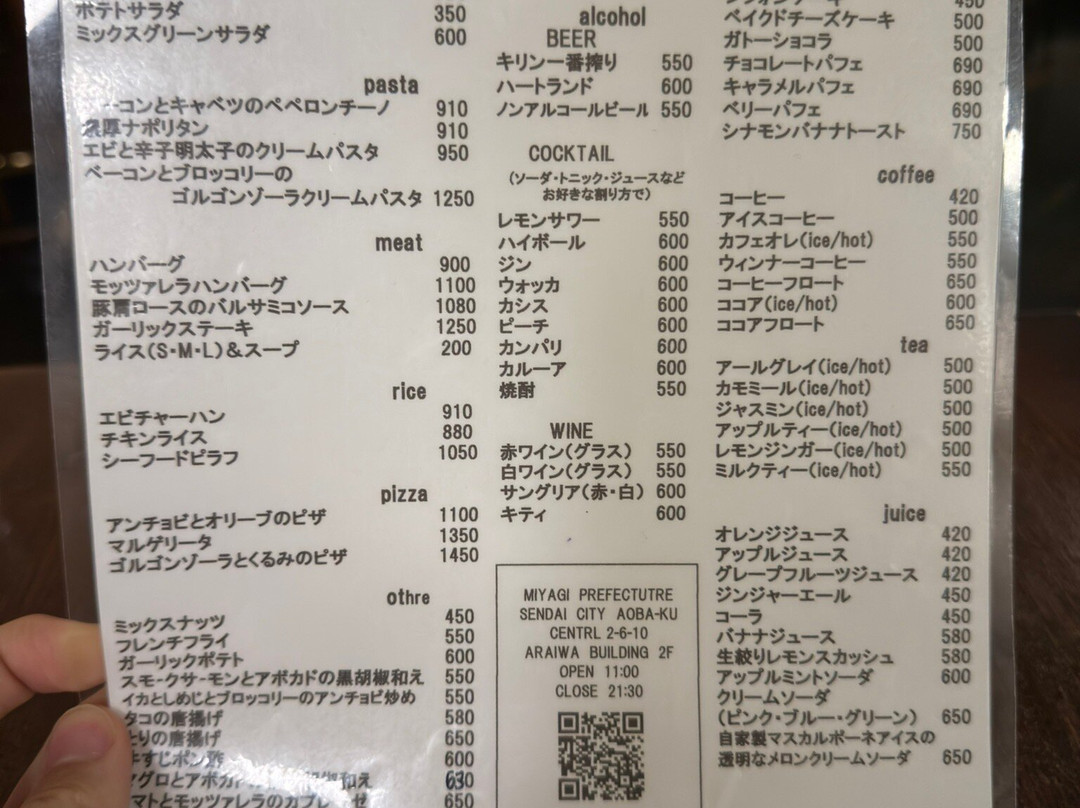 ポテトサラダ 350
ミックスグリーンサラダ 600
pasta
ーコンとキャベツのペペロンチーノ 910
濃厚ナポリタン 910
エビと辛子明太子のクリームパスタ 950
ベーコンとブロッコリーの
ゴルゴンゾーラクリームパスタ 1250
meat
ハンバーグ 900
モッツァレラハンバーグ 1100
豚肩ロースのバルサミコソース 1080
ガーリックステーキ 1250
ライス(S・M・L)&スープ 200
rice
エビチャーハン 910
チキンライス 880
シーフードピラフ 1050
pizza
アンチョビとオリーブのピザ 1100
マルゲリータ 1350
ゴルゴンゾーラとくるみのピザ 1450
othre
ミックスナッツ 450
フレンチフライ 550
ガーリックポテト 600
スモークサーモンとアボカドの黒胡椒和え 550
イカとしめじとブロッコリーのアンチョビ炒め 550
タコの唐揚げ 580
とりの唐揚げ 650
牛すじポン酢 600
マグロとアボカド 和え
マトとモッツァレラのカプレーゼ 650
alcohol
BEER
キリン一番搾り 550
ハートランド 600
ノンアルコールビール 550
COCKTAIL
(ソーダ・トニック・ジュースなど
お好きな割り方で)
レモンサワー 550
ハイボール 600
ジン 600
ウォッカ 600
カシス 600
ピーチ 600
カンパリ 600
カルーア 600
焼酎 550
WINE
赤ワイン(グラス) 550
白ワイン(グラス) 550
サングリア(赤・白) 600
キティ 600
MIYAGI PREFECTUTRE
SENDAI CITY AOBA-KU
CENTRL 2-6-10
ARAIWA BUILDING 2F
OPEN 11:00
CLOSE 21:30
450
ベイクドチーズケーキ 500
ガトーショコラ 500
チョコレートパフェ 690
キャラメルパフェ 690
ベリーパフェ 690
シナモンバナナトースト 750
coffee
コーヒー 420
アイスコーヒー 500
カフェオレ(ice/hot) 550
ウィンナーコーヒー 550
コーヒーフロート 650
ココア(ice/hot) 600
ココアフロート 650
tea
アールグレイ(ice/hot) 500
カモミール(ice/hot) 500
ジャスミン(ice/hot) 500
アップルティー(ice/hot) 500
レモンジンガー(ice/hot) 500
ミルクティー(ice/hot) 550
juice
オレンジジュース 420
アップルジュース 420
グレープフルーツジュース 420
ジンジャーエール 450
コーラ 450
バナナジュース 580
生絞りレモンスカッシュ 580
アップルミントソーダ 600
クリームソーダ
(ピンク・ブルー・グリーン) 650
自家製マスカルポーネアイスの
透明なメロンクリームソーダ 650